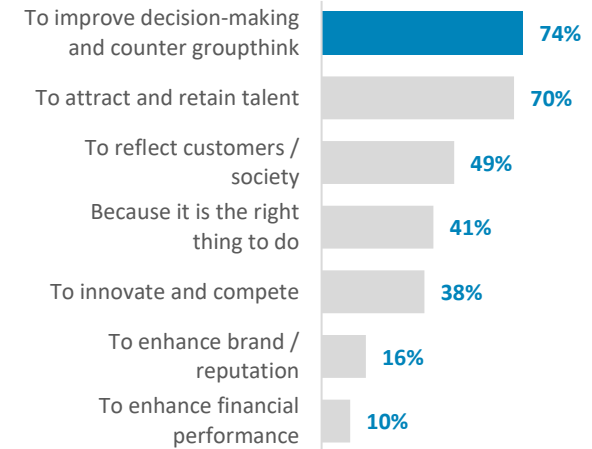 To improve decision-making
and counter groupthink
74%
To attract and retain talent
70%
To reflect customers /
society
49%
Because it is the right
thing to do
41%
To innovate and compete
38%
To enhance brand /
reputation
16%
To enhance financial
performance
10%